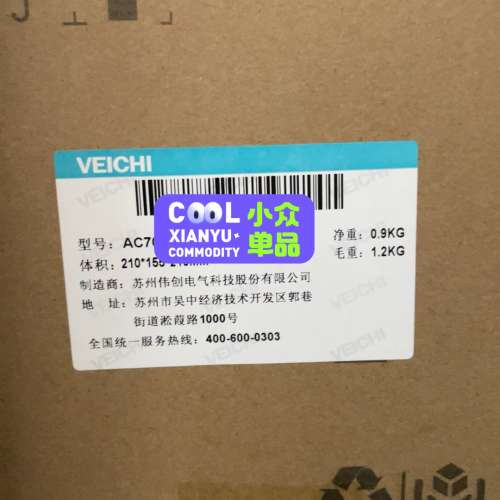 VEICHI
型号: AC70
净重: 0.9KG
COOL 小众
XIANYU COMMODITY 单品
毛重: 1.2KG
体积: 210*155
制造商: 苏州伟创电气科技股份有限公司
地 址: 苏州市吴中经济技术开发区郭巷
街道淞葭路1000号
全国统一服务热线: 400-600-0303